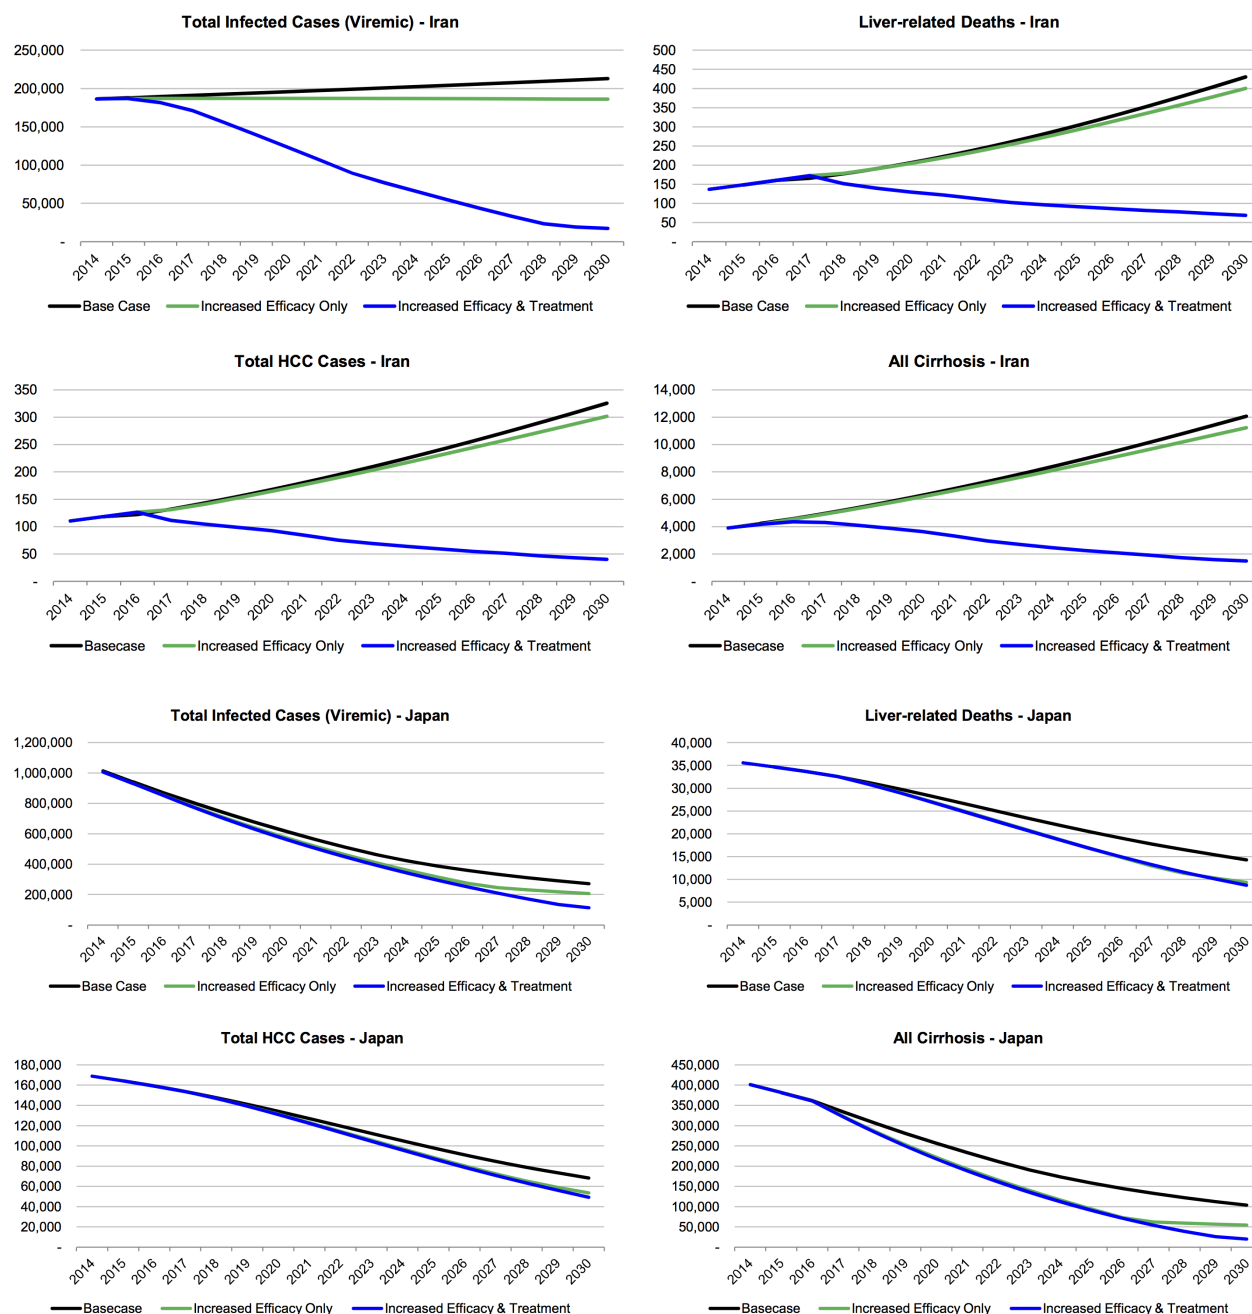 Total Infected Cases (Viremic) - Iran
250,000
200,000
150,000
100,000
50,000
-
2014 2015 2016 2017 2018 2019 2020 2021 2022 2023 2024 2025 2026 2027 2028 2029 2030
Base Case Increased Efficacy Only Increased Efficacy & Treatment
Liver-related Deaths - Iran
500
450
400
350
300
250
200
150
100
50
-
2014 2015 2016 2017 2018 2019 2020 2021 2022 2023 2024 2025 2026 2027 2028 2029 2030
Base Case Increased Efficacy Only Increased Efficacy & Treatment
Total HCC Cases - Iran
350
300
250
200
150
100
50
-
2014 2015 2016 2017 2018 2019 2020 2021 2022 2023 2024 2025 2026 2027 2028 2029 2030
Basecase Increased Efficacy Only Increased Efficacy & Treatment
All Cirrhosis - Iran
14,000
12,000
10,000
8,000
6,000
4,000
2,000
-
2014 2015 2016 2017 2018 2019 2020 2021 2022 2023 2024 2025 2026 2027 2028 2029 2030
Basecase Increased Efficacy Only Increased Efficacy & Treatment
Total Infected Cases (Viremic) - Japan
1,200,000
1,000,000
800,000
600,000
400,000
200,000
-
2014 2015 2016 2017 2018 2019 2020 2021 2022 2023 2024 2025 2026 2027 2028 2029 2030
Base Case Increased Efficacy Only Increased Efficacy & Treatment
Liver-related Deaths - Japan
40,000
35,000
30,000
25,000
20,000
15,000
10,000
5,000
-
2014 2015 2016 2017 2018 2019 2020 2021 2022 2023 2024 2025 2026 2027 2028 2029 2030
Base Case Increased Efficacy Only Increased Efficacy & Treatment
Total HCC Cases - Japan
180,000
160,000
140,000
120,000
100,000
80,000
60,000
40,000
20,000
-
2014 2015 2016 2017 2018 2019 2020 2021 2022 2023 2024 2025 2026 2027 2028 2029 2030
Basecase Increased Efficacy Only Increased Efficacy & Treatment
All Cirrhosis - Japan
450,000
400,000
350,000
300,000
250,000
200,000
150,000
100,000
50,000
-
2014 2015 2016 2017 2018 2019 2020 2021 2022 2023 2024 2025 2026 2027 2028 2029 2030
Basecase Increased Efficacy Only Increased Efficacy & Treatment